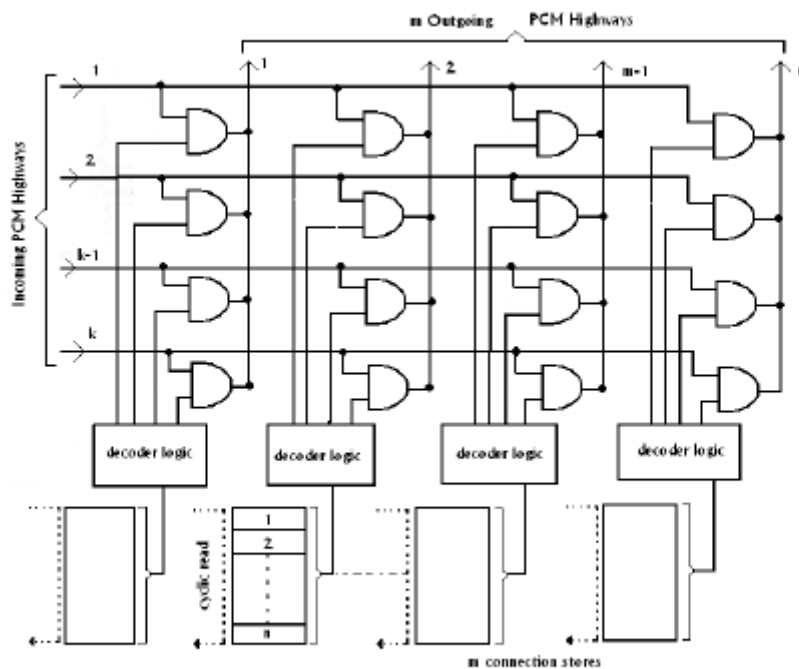 m Outgoing PCM Highways
1
2
m-1
1
2
k-1
k
Incoming PCM Highways
decoder logic
decoder logic
decoder logic
decoder logic
cyclic read
1
2
n
m connection stores